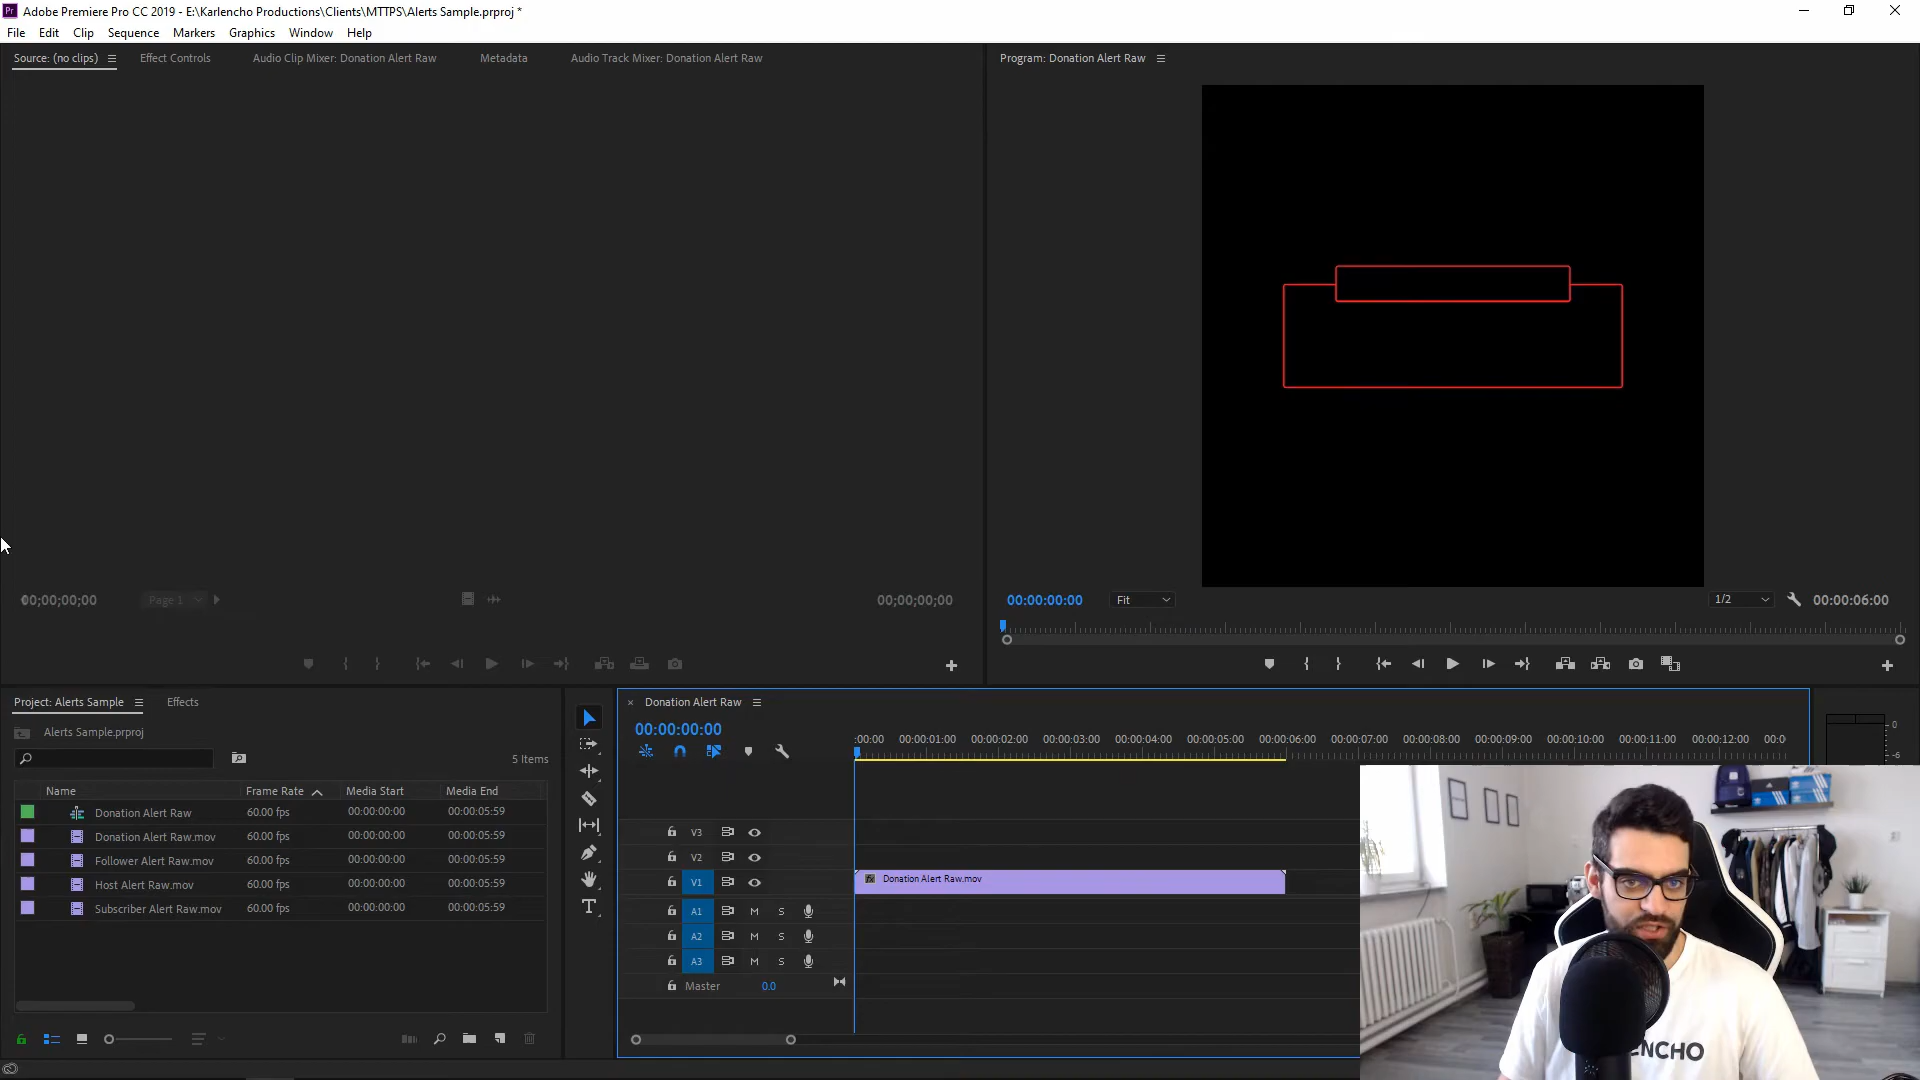 Pr Adobe Premiere Pro CC 2019 - E:\Karlencho Productions\Clients\MTTPS\Alerts Sample.prproj *
File Edit Clip Sequence Markers Graphics Window Help
Source: (no clips) Effect Controls Audio Clip Mixer: Donation Alert Raw Metadata Audio Track Mixer: Donation Alert Raw
Program: Donation Alert Raw
00;00;00;00 Page 1 00;00;00;00
00:00:00:00 Fit 1/2 00:00:06:00
Project: Alerts Sample Effects
Alerts Sample.prproj
5 Items
Name Frame Rate Media Start Media End
Donation Alert Raw 60.00 fps 00:00:00:00 00:00:05:59
Donation Alert Raw.mov 60.00 fps 00:00:00:00 00:00:05:59
Follower Alert Raw.mov 60.00 fps 00:00:00:00 00:00:05:59
Host Alert Raw.mov 60.00 fps 00:00:00:00 00:00:05:59
Subscriber Alert Raw.mov 60.00 fps 00:00:00:00 00:00:05:59
T
× Donation Alert Raw
00:00:00:00
:00:00 00:00:01:00 00:00:02:00 00:00:03:00 00:00:04:00 00:00:05:00 00:00:06:00 00:00:07:00 00:00:08:00 00:00:09:00 00:00:10:00 00:00:11:00 00:00:12:00 00:0
V3
V2
V1 fx Donation Alert Raw.mov
A1 M S
A2 M S
A3 M S
Master 0.0
0
-6
ENCHO